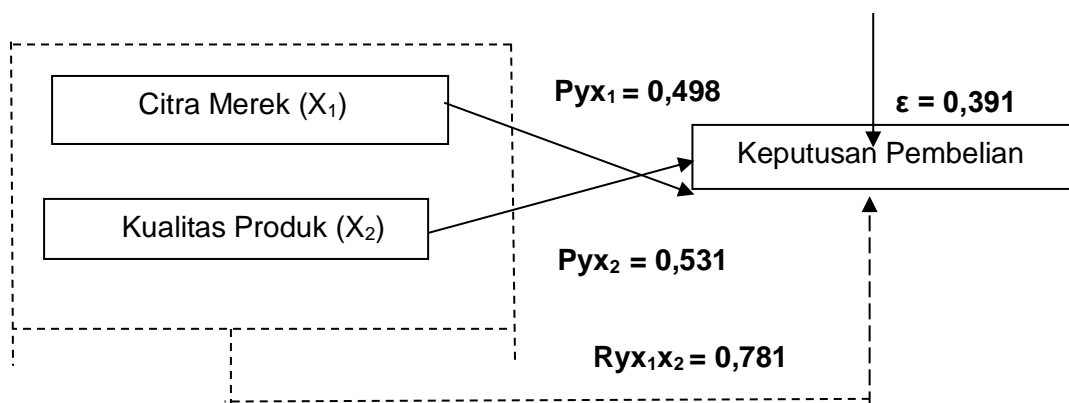 Citra Merek (X₁)
Pyx₁ = 0,498
ε = 0,391
Keputusan Pembelian
Kualitas Produk (X₂)
Pyx₂ = 0,531
Ryx₁x₂ = 0,781